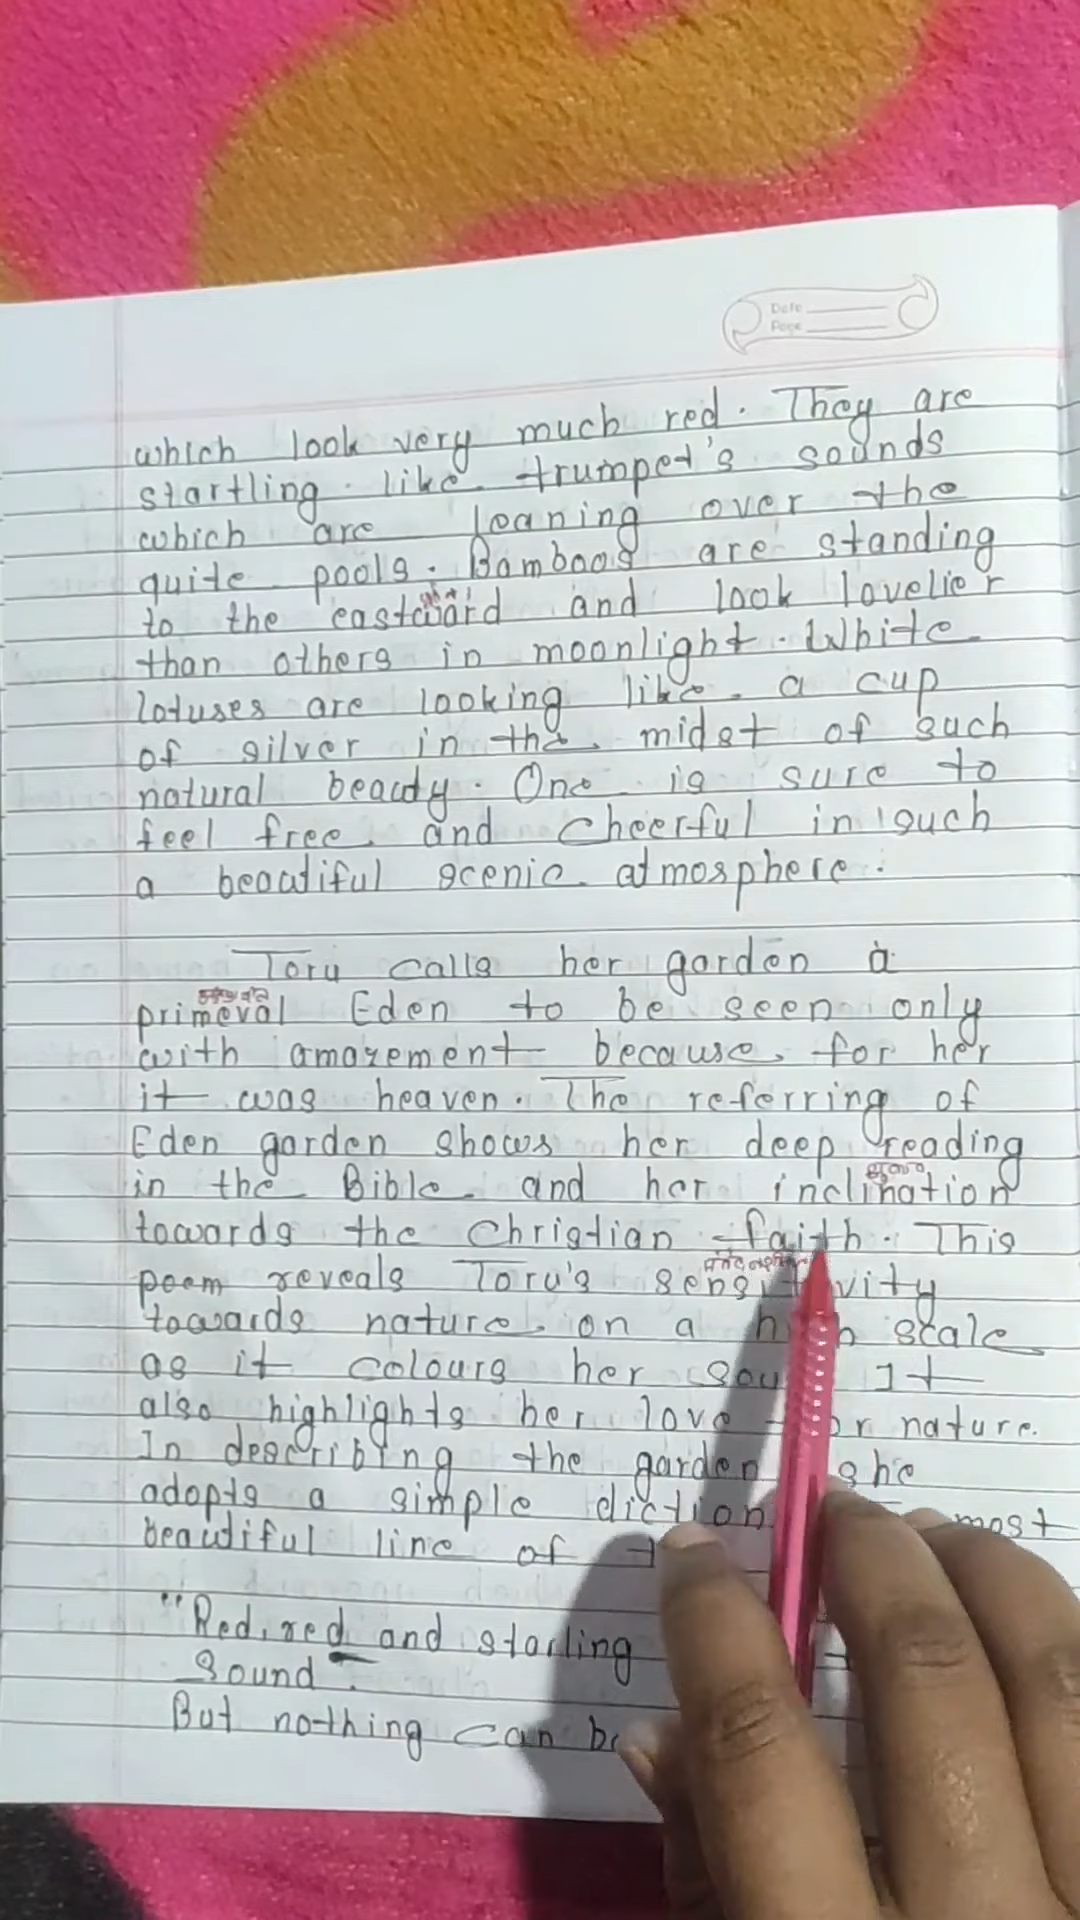 Date
Page
which look very much red. They are
startling like trumpet's sounds
which are leaning over the
quite pools. Bamboos are standing
to the eastward and look lovelier
than others in moonlight. White
lotuses are looking like a cup
of silver in the midst of such
natural beauty. One is sure to
feel free and cheerful in such
a beautiful scenic atmosphere.
Toru calls her garden a
primeval Eden to be seen only
with amazement because for her
it was heaven. The referring of
Eden garden shows her deep reading
in the Bible and her inclination
towards the Christian faith. This
poem reveals Toru's sensitivity
towards nature on a scale
as it colours her It
also highlights her love nature.
In describing the garden she
adopts a simple diction most
beautiful line of
"Red, red and starling
Sound
But nothing can